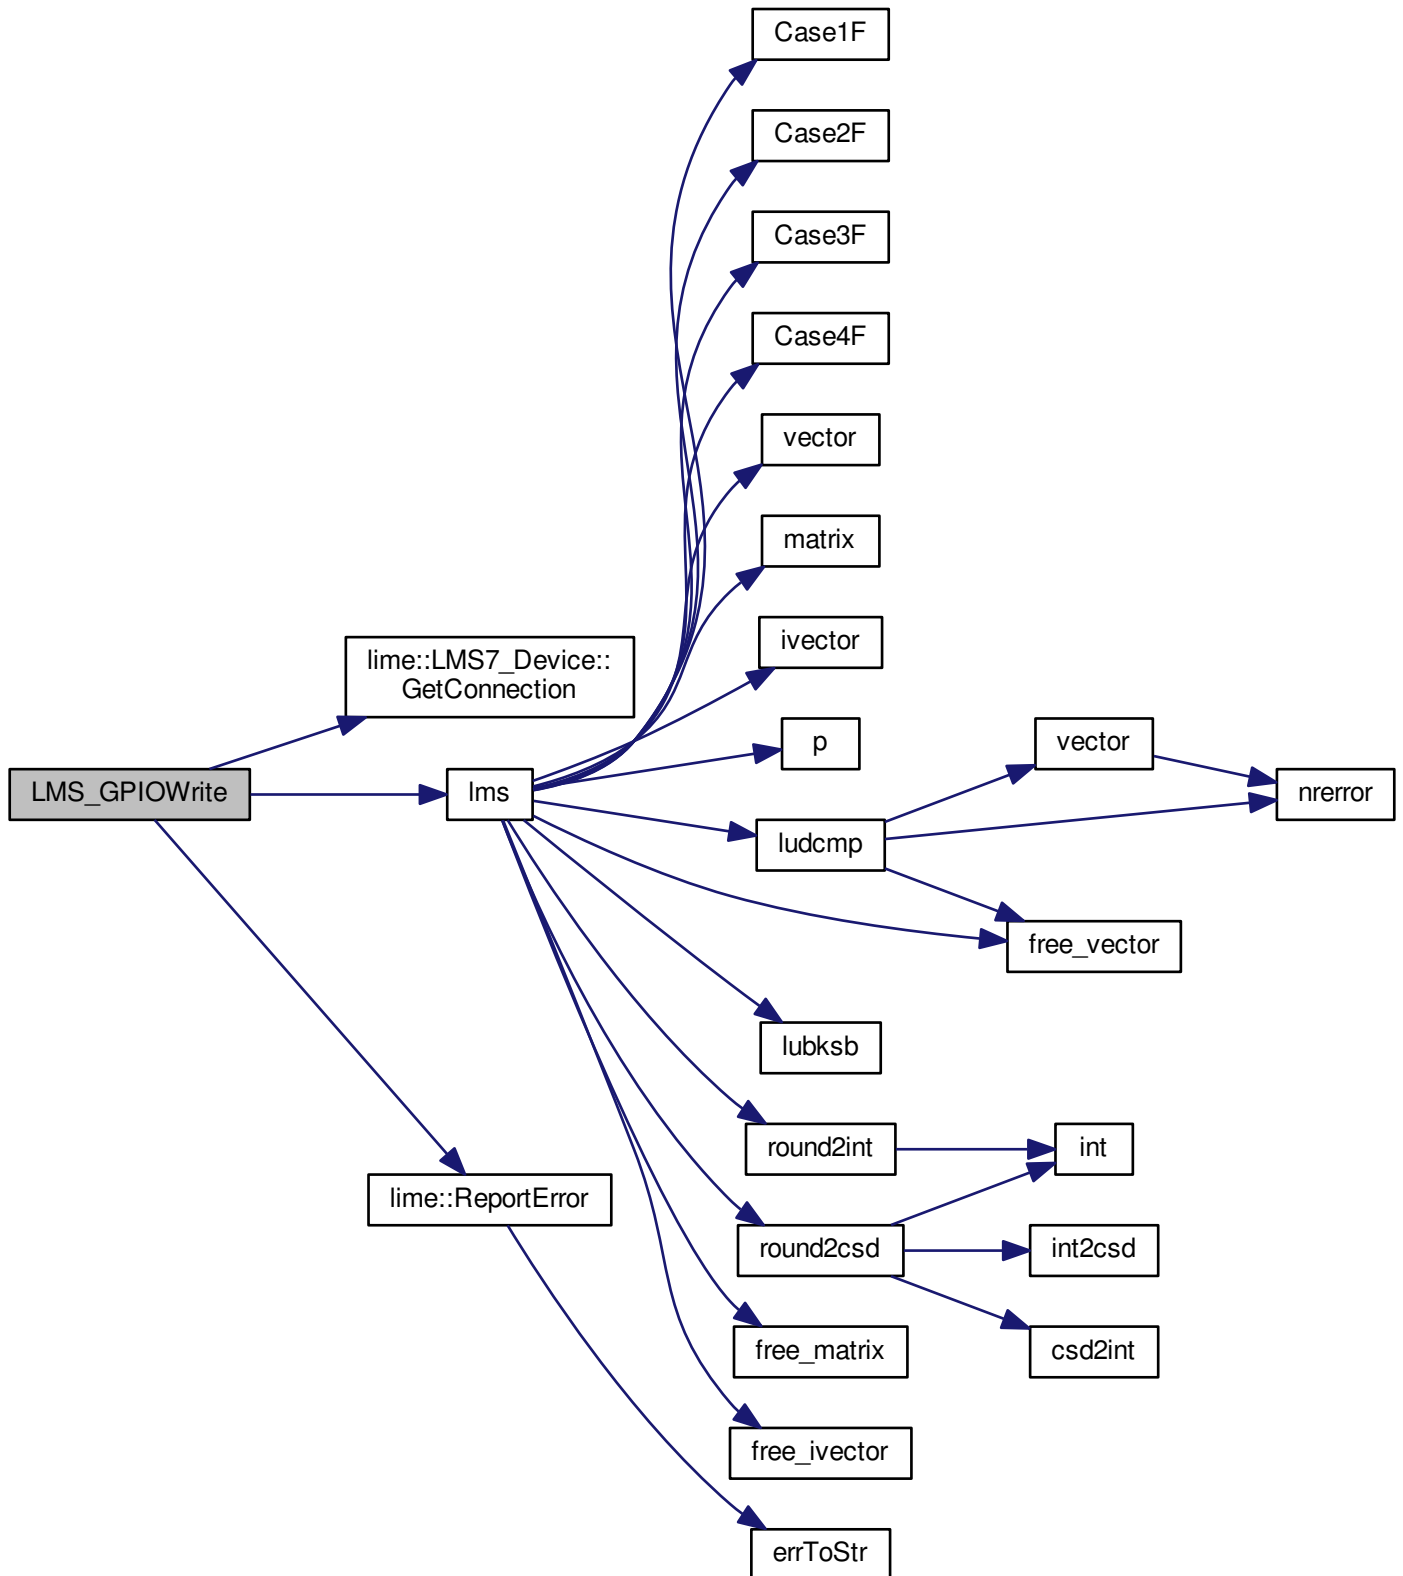 Case1F
Case2F
Case3F
Case4F
vector
matrix
ivector
lime::LMS7_Device::
GetConnection
p
vector
LMS_GPIOWrite
lms
nrerror
ludcmp
free_vector
lubksb
round2int
int
lime::ReportError
round2csd
int2csd
free_matrix
csd2int
free_ivector
errToStr